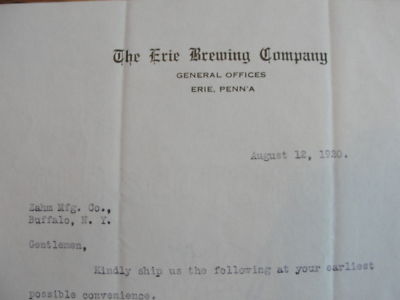 The Erie Brewing Company
GENERAL OFFICES
ERIE, PENN'A
August 12, 1920.
Zahm Mfg. Co.,
Buffalo, N. Y.
Gentlemen,
Kindly ship us the following at your earliest
possible convenience.